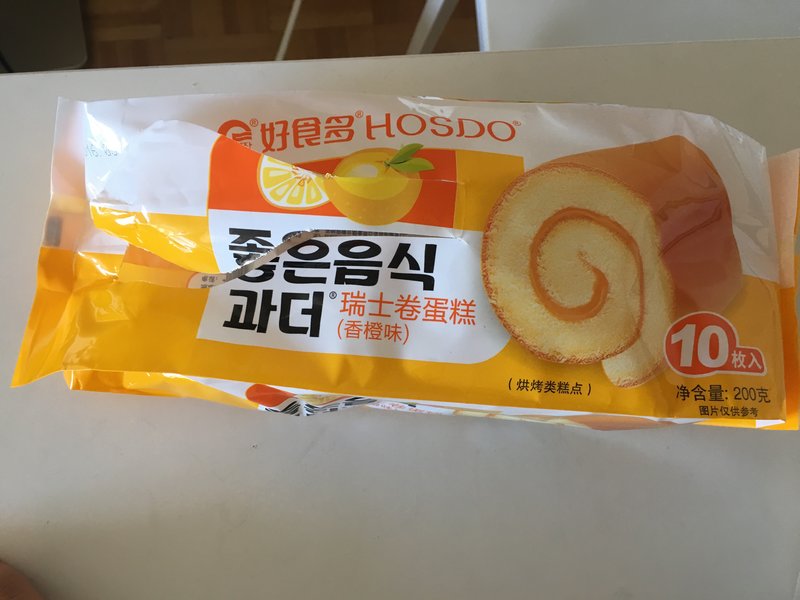 好食多® HOSDO®
좋은음식
과더®
瑞士卷蛋糕
(香橙味)
10枚入
(烘烤类糕点)
净含量: 200克
图片仅供参考